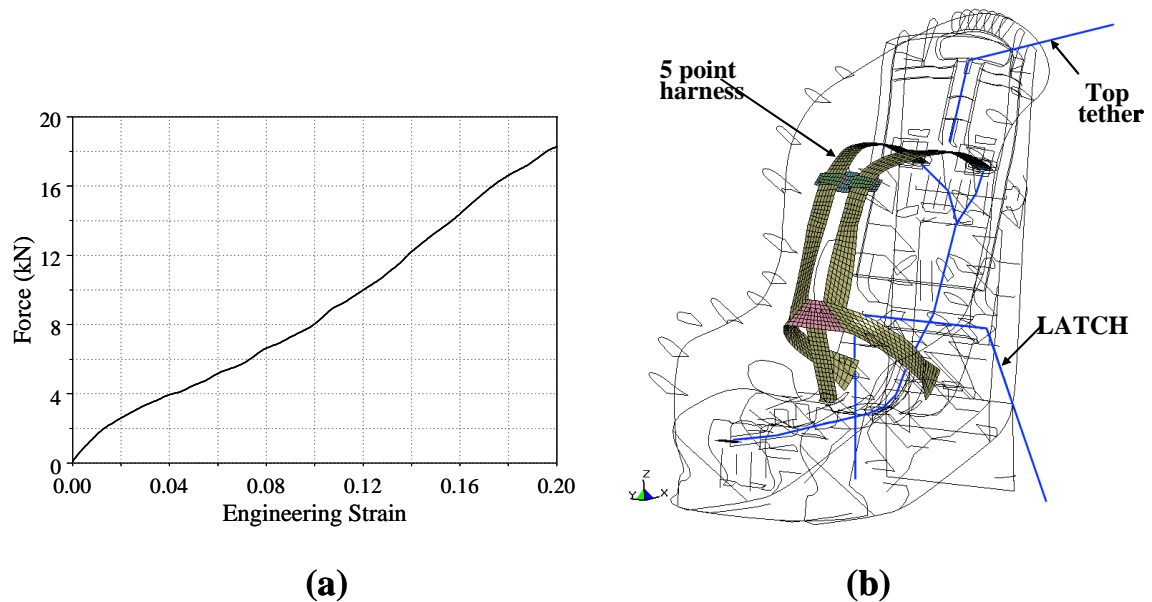 20
16
12
8
4
0
Force (kN)
0.00 0.04 0.08 0.12 0.16 0.20
Engineering Strain
(a)
5 point
harness
Top
tether
LATCH
Z
Y X
(b)